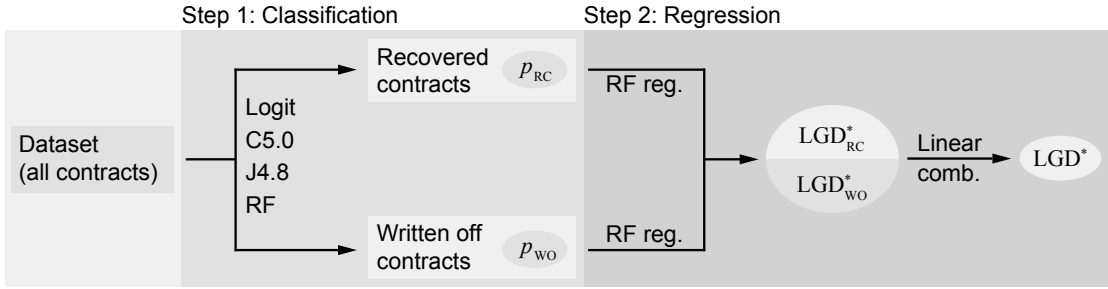 Step 1: Classification
Step 2: Regression
Dataset
(all contracts)
Logit
C5.0
J4.8
RF
Recovered
contracts
p_RC
Written off
contracts
p_WO
RF reg.
RF reg.
LGD*_RC
LGD*_WO
Linear
comb.
LGD*